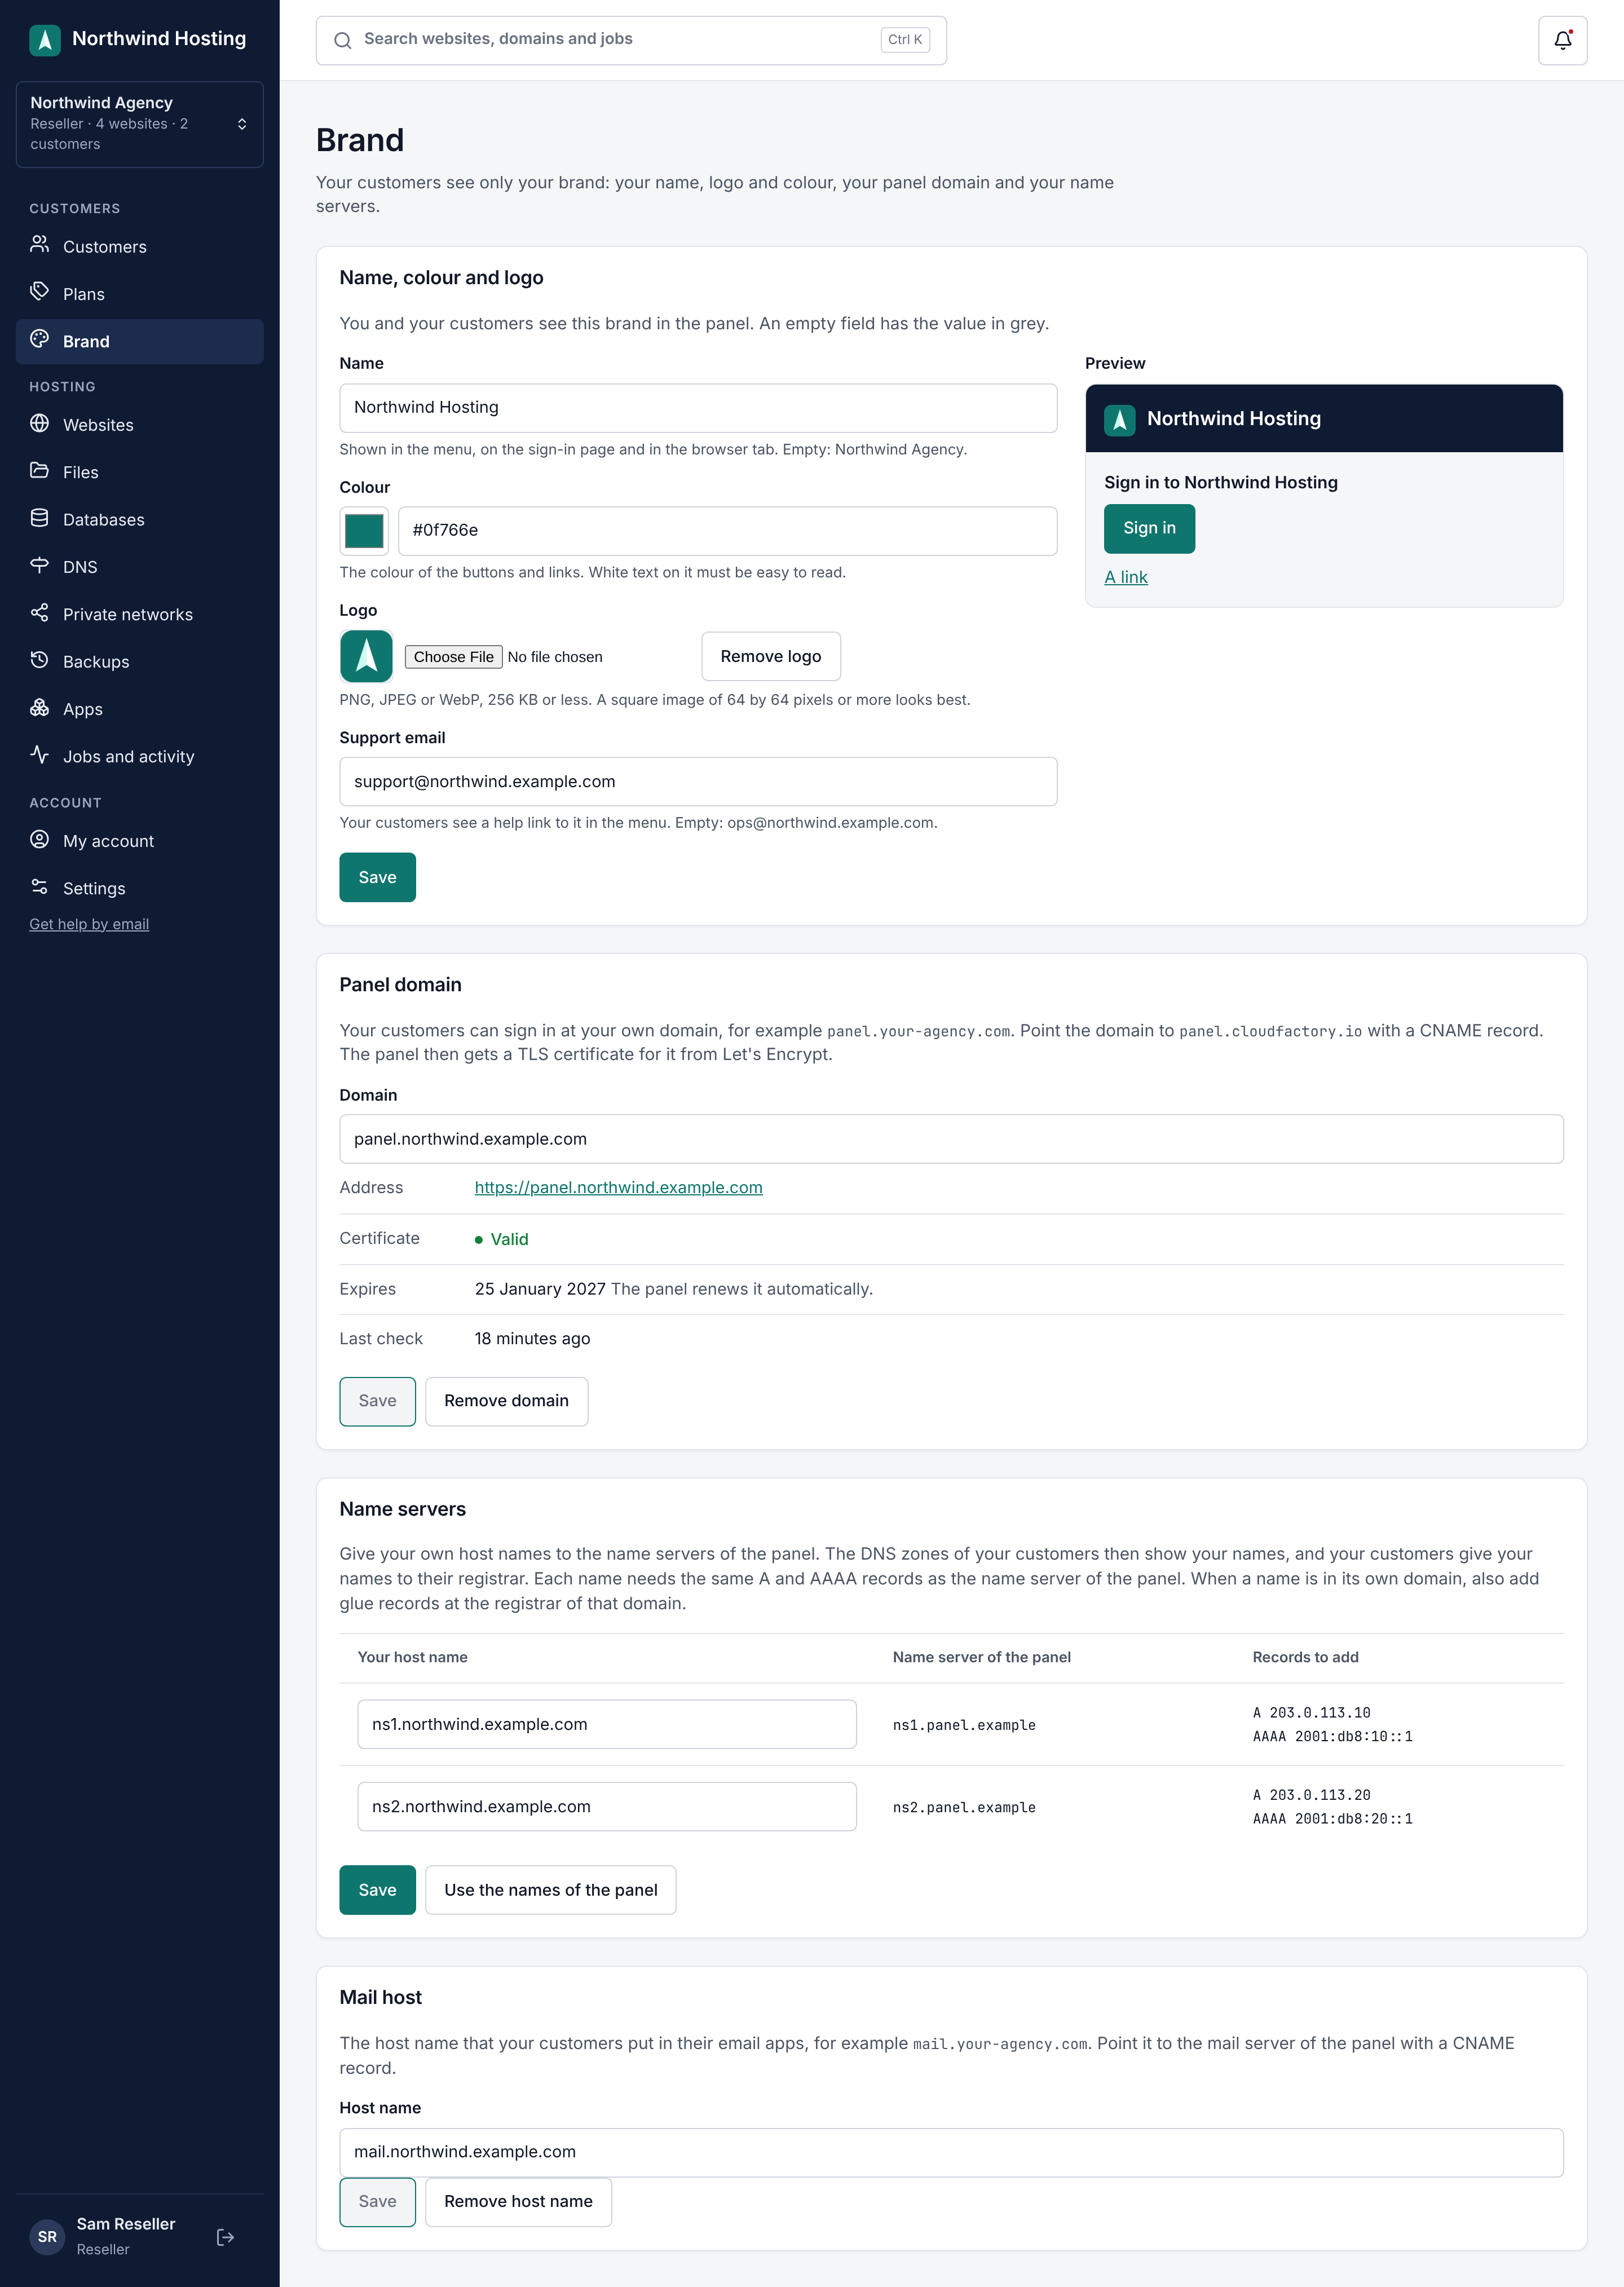 Northwind Hosting
Northwind Agency
Reseller · 4 websites · 2
customers
CUSTOMERS
Customers
Plans
Brand
HOSTING
Websites
Files
Databases
DNS
Private networks
Backups
Apps
Jobs and activity
ACCOUNT
My account
Settings
Get help by email
SR
Sam Reseller
Reseller
Search websites, domains and jobs
Ctrl K
Brand
Your customers see only your brand: your name, logo and colour, your panel domain and your name
servers.
Name, colour and logo
You and your customers see this brand in the panel. An empty field has the value in grey.
Name
Northwind Hosting
Shown in the menu, on the sign-in page and in the browser tab. Empty: Northwind Agency.
Colour
#0f766e
The colour of the buttons and links. White text on it must be easy to read.
Logo
Choose File No file chosen
Remove logo
PNG, JPEG or WebP, 256 KB or less. A square image of 64 by 64 pixels or more looks best.
Support email
support@northwind.example.com
Your customers see a help link to it in the menu. Empty: ops@northwind.example.com.
Save
Preview
Northwind Hosting
Sign in to Northwind Hosting
Sign in
A link
Panel domain
Your customers can sign in at your own domain, for example panel.your-agency.com. Point the domain to panel.cloudfactory.io with a CNAME record.
The panel then gets a TLS certificate for it from Let's Encrypt.
Domain
panel.northwind.example.com
Address https://panel.northwind.example.com
Certificate Valid
Expires 25 January 2027 The panel renews it automatically.
Last check 18 minutes ago
Save Remove domain
Name servers
Give your own host names to the name servers of the panel. The DNS zones of your customers then show your names, and your customers give your
names to their registrar. Each name needs the same A and AAAA records as the name server of the panel. When a name is in its own domain, also add
glue records at the registrar of that domain.
Your host name Name server of the panel Records to add
ns1.northwind.example.com ns1.panel.example A 203.0.113.10
AAAA 2001:db8:10::1
ns2.northwind.example.com ns2.panel.example A 203.0.113.20
AAAA 2001:db8:20::1
Save Use the names of the panel
Mail host
The host name that your customers put in their email apps, for example mail.your-agency.com. Point it to the mail server of the panel with a CNAME
record.
Host name
mail.northwind.example.com
Save Remove host name